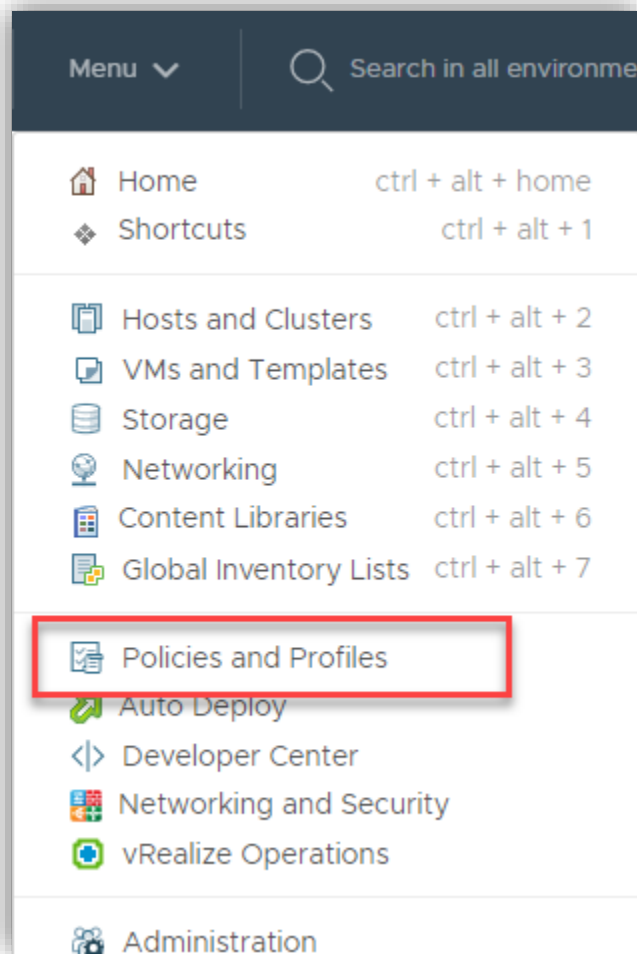 Menu Search in all environme
Home ctrl + alt + home
Shortcuts ctrl + alt + 1
Hosts and Clusters ctrl + alt + 2
VMs and Templates ctrl + alt + 3
Storage ctrl + alt + 4
Networking ctrl + alt + 5
Content Libraries ctrl + alt + 6
Global Inventory Lists ctrl + alt + 7
Policies and Profiles
Auto Deploy
Developer Center
Networking and Security
vRealize Operations
Administration